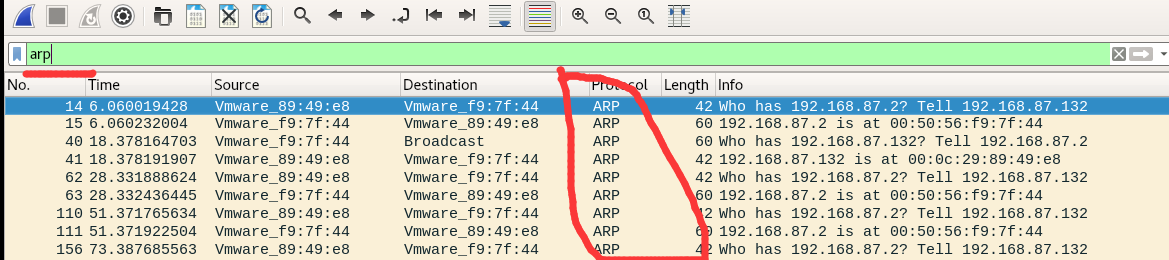 arp
No. Time Source Destination Protocol Length Info
14 6.060019428 Vmware_89:49:e8 Vmware_f9:7f:44 ARP 42 Who has 192.168.87.2? Tell 192.168.87.132
15 6.060232004 Vmware_f9:7f:44 Vmware_89:49:e8 ARP 60 192.168.87.2 is at 00:50:56:f9:7f:44
40 18.378164703 Vmware_f9:7f:44 Broadcast ARP 60 Who has 192.168.87.132? Tell 192.168.87.2
41 18.378191907 Vmware_89:49:e8 Vmware_f9:7f:44 ARP 42 192.168.87.132 is at 00:0c:29:89:49:e8
62 28.331888624 Vmware_89:49:e8 Vmware_f9:7f:44 ARP 42 Who has 192.168.87.2? Tell 192.168.87.132
63 28.332436445 Vmware_f9:7f:44 Vmware_89:49:e8 ARP 60 192.168.87.2 is at 00:50:56:f9:7f:44
110 51.371765634 Vmware_89:49:e8 Vmware_f9:7f:44 ARP 42 Who has 192.168.87.2? Tell 192.168.87.132
111 51.371922504 Vmware_f9:7f:44 Vmware_89:49:e8 ARP 60 192.168.87.2 is at 00:50:56:f9:7f:44
156 73.387685563 Vmware_89:49:e8 Vmware_f9:7f:44 ARP 42 Who has 192.168.87.2? Tell 192.168.87.132